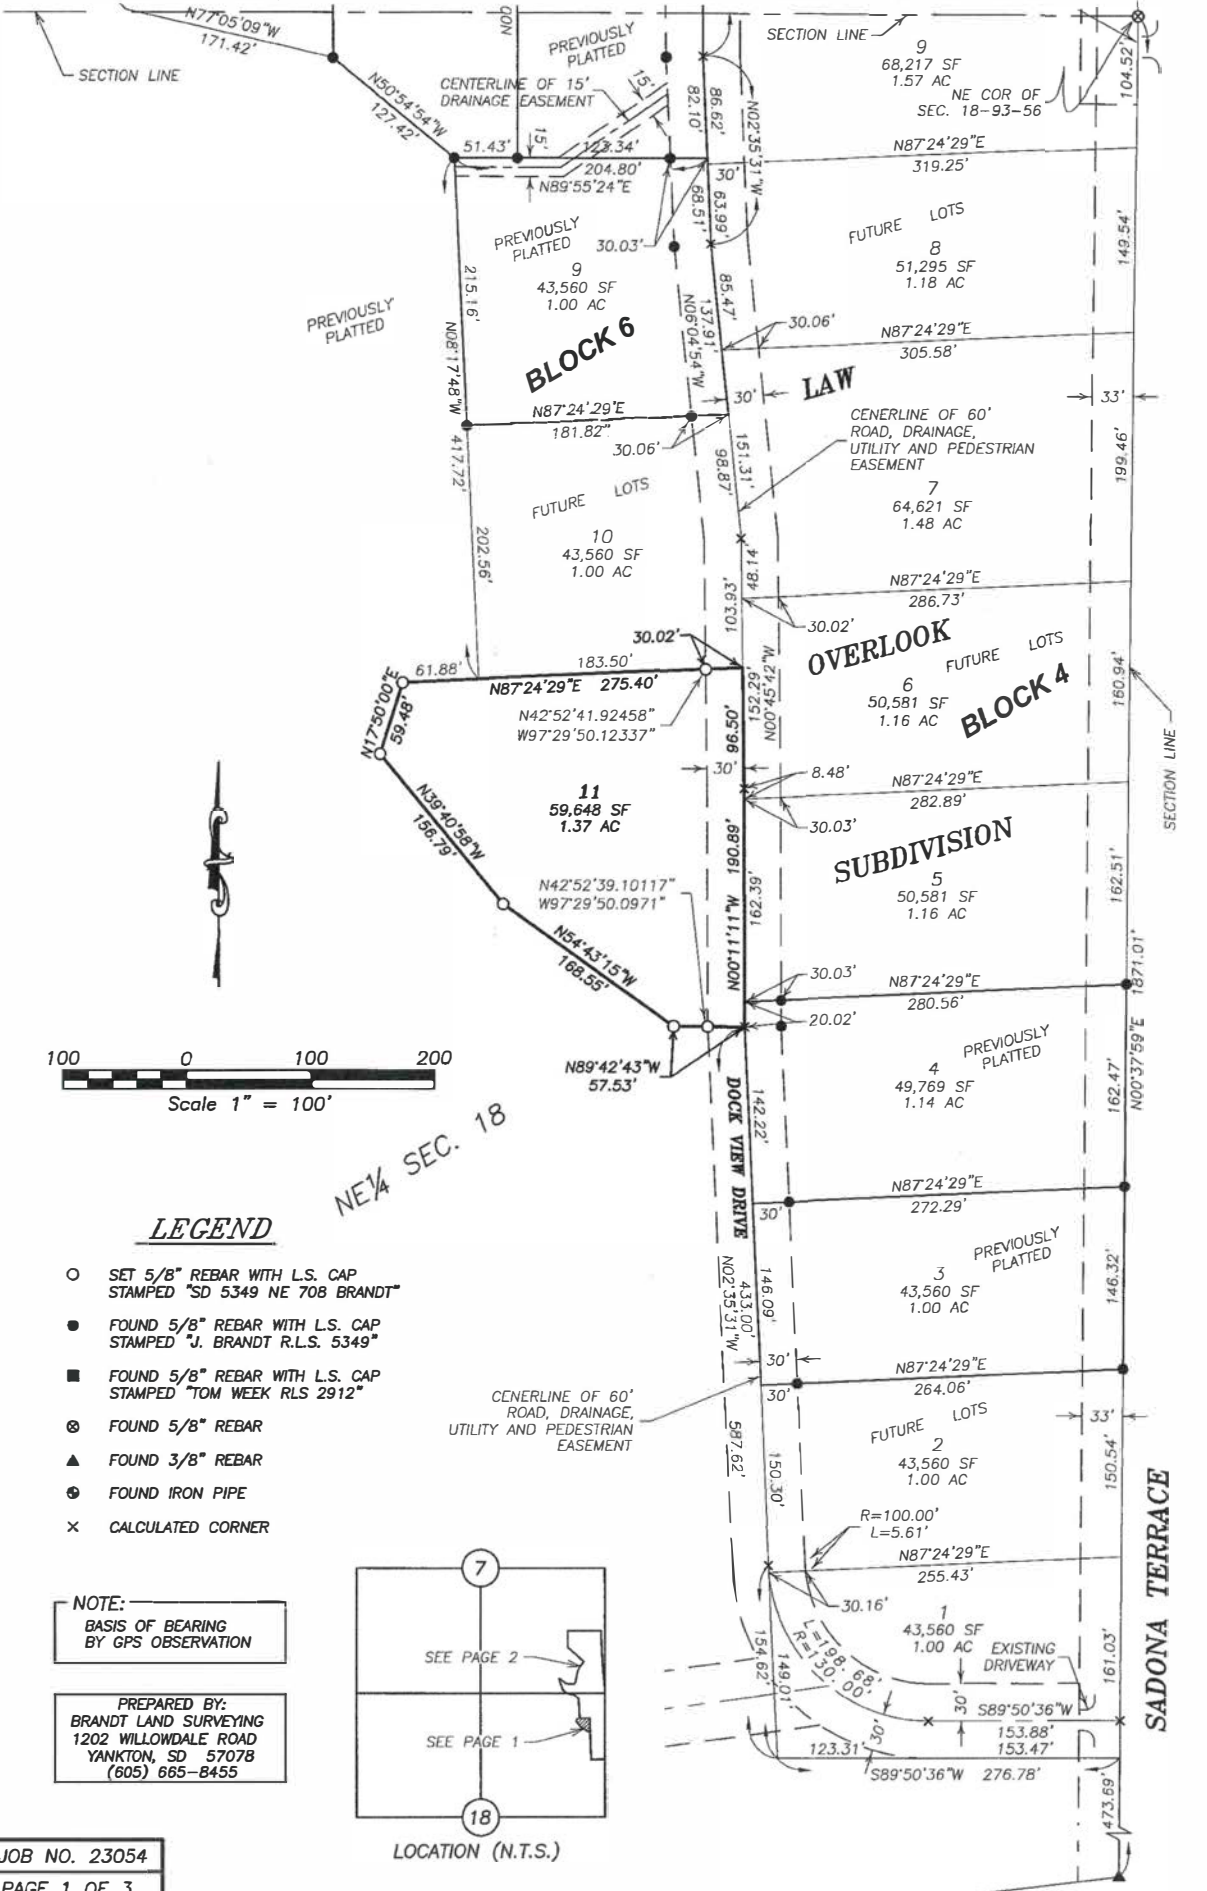 N77°05'09"W
171.42'
SECTION LINE
N50°54'54"W
127.42'
NOO
PREVIOUSLY
PLATTED
CENTERLINE OF 15'
DRAINAGE EASEMENT
15'
15'
51.43'
123.34'
204.80'
N89°55'24"E
82.10'
86.62'
N02°35'31"W
SECTION LINE
9
68,217 SF
1.57 AC
NE COR OF
SEC. 18-93-56
104.52'
N87°24'29"E
319.25'
30'
68.51'
63.99'
30.03'
PREVIOUSLY
PLATTED
9
43,560 SF
1.00 AC
215.16'
N08°17'48"W
417.72'
PREVIOUSLY
PLATTED
BLOCK 6
FUTURE LOTS
8
51,295 SF
1.18 AC
149.54'
85.47'
137.91'
N06°04'54"W
30.06'
N87°24'29"E
305.58'
30'
LAW
33'
N87°24'29"E
181.82"
30.06'
151.31'
98.87'
CENERLINE OF 60'
ROAD, DRAINAGE,
UTILITY AND PEDESTRIAN
EASEMENT
7
64,621 SF
1.48 AC
199.46'
FUTURE LOTS
10
43,560 SF
1.00 AC
202.56'
48.14'
103.93'
N87°24'29"E
286.73'
30.02'
30.02'
OVERLOOK
FUTURE LOTS
6
50,581 SF
1.16 AC
BLOCK 4
160.94'
SECTION LINE
61.88'
183.50'
N87°24'29"E 275.40'
N17°50'00"E
59.48'
N42°52'41.92458"
W97°29'50.12337"
152.29'
N00°45'42"W
96.50'
30'
8.48'
N87°24'29"E
282.89'
30.03'
11
59,648 SF
1.37 AC
N39°40'58"W
156.79'
SUBDIVISION
5
50,581 SF
1.16 AC
162.51'
190.89'
N00°11'11"W
162.39'
N42°52'39.10117"
W97°29'50.0971"
N54°43'15"W
168.55'
30.03'
N87°24'29"E
280.56'
20.02'
N00°37'59"E 1871.01'
100 0 100 200
Scale 1" = 100'
N89°42'43"W
57.53'
PREVIOUSLY
PLATTED
4
49,769 SF
1.14 AC
162.47'
DOCK VIEW DRIVE
142.22'
NE¼ SEC. 18
N87°24'29"E
272.29'
30'
LEGEND
SET 5/8" REBAR WITH L.S. CAP
STAMPED "SD 5349 NE 708 BRANDT"
FOUND 5/8" REBAR WITH L.S. CAP
STAMPED "J. BRANDT R.L.S. 5349"
FOUND 5/8" REBAR WITH L.S. CAP
STAMPED "TOM WEEK RLS 2912"
FOUND 5/8" REBAR
FOUND 3/8" REBAR
FOUND IRON PIPE
CALCULATED CORNER
PREVIOUSLY
PLATTED
3
43,560 SF
1.00 AC
146.32'
146.09'
433.00'
N02°35'31"W
30'
30'
N87°24'29"E
264.06'
CENERLINE OF 60'
ROAD, DRAINAGE,
UTILITY AND PEDESTRIAN
EASEMENT
587.62'
150.30'
FUTURE LOTS
2
43,560 SF
1.00 AC
33'
150.54'
R=100.00'
L=5.61'
N87°24'29"E
255.43'
30.16'
SADONA TERRACE
NOTE:
BASIS OF BEARING
BY GPS OBSERVATION
PREPARED BY:
BRANDT LAND SURVEYING
1202 WILLOWDALE ROAD
YANKTON, SD 57078
(605) 665-8455
7
SEE PAGE 2
SEE PAGE 1
18
LOCATION (N.T.S.)
1
43,560 SF
1.00 AC
EXISTING
DRIVEWAY
161.03'
154.62'
149.01'
L=198.68'
R=130.00'
30'
30'
S89°50'36"W
153.88'
153.47'
123.31'
S89°50'36"W 276.78'
473.69'
JOB NO. 23054
PAGE 1 OF 3